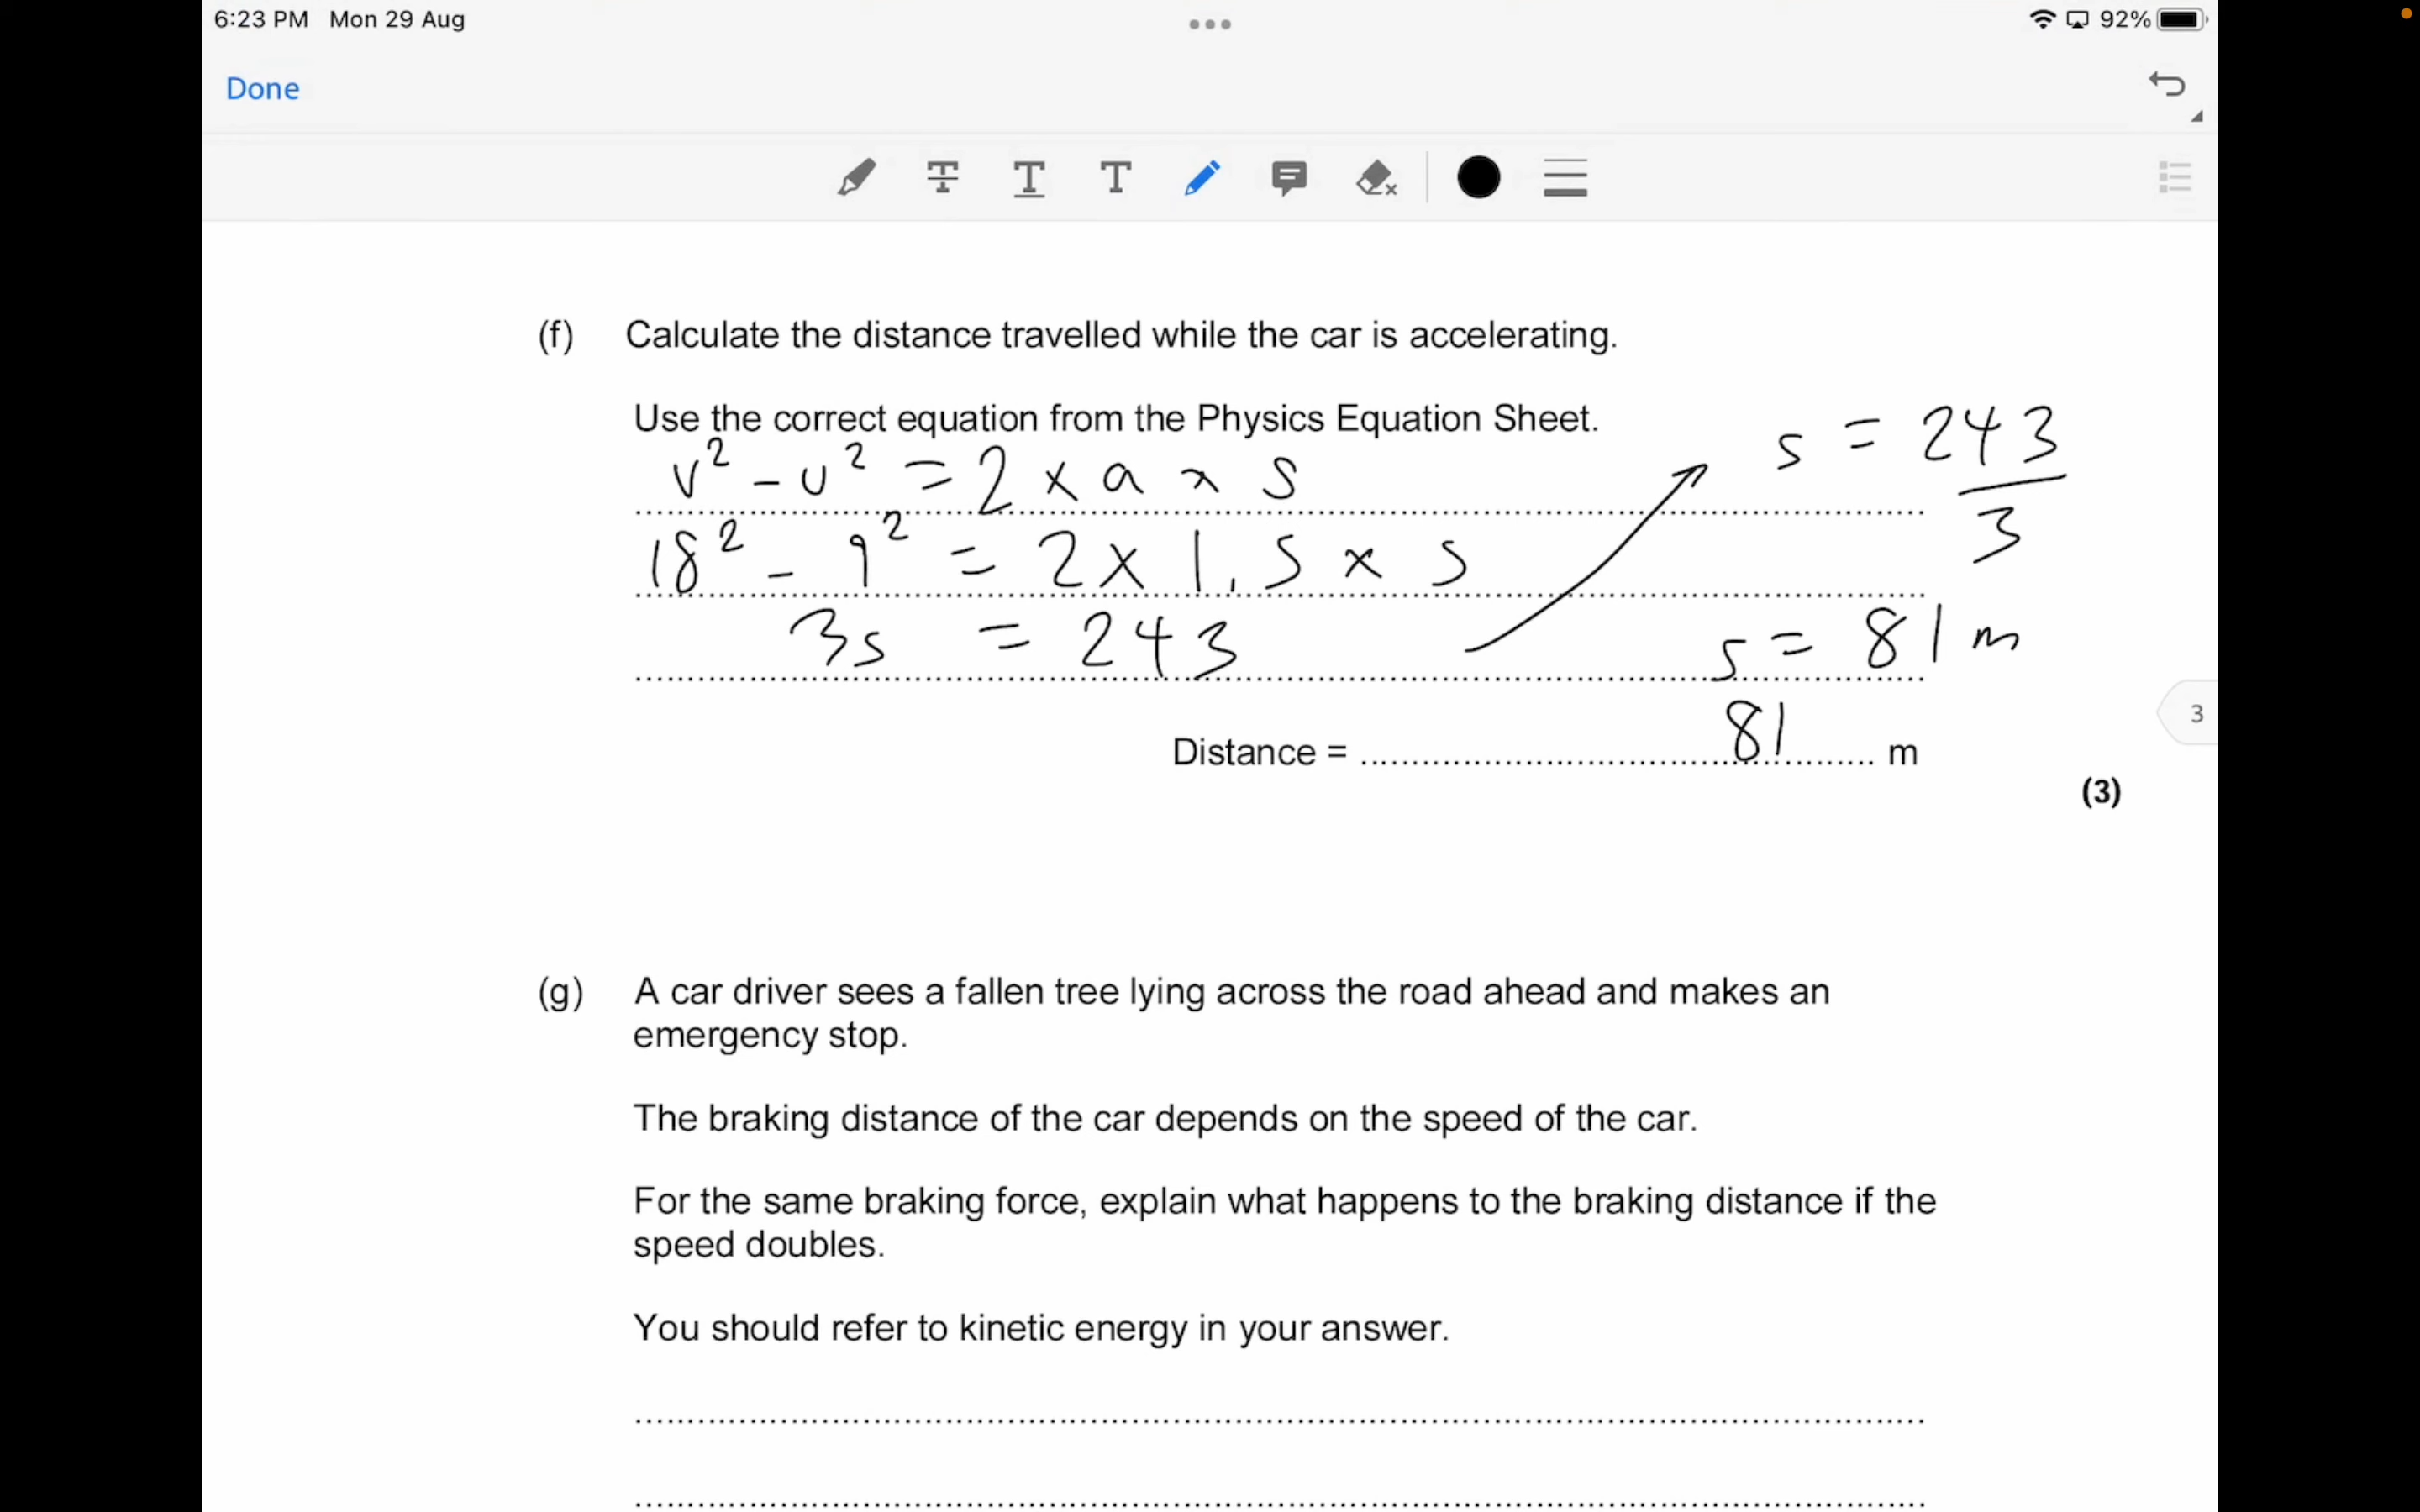 6:23 PM Mon 29 Aug
92%
Done
(f) Calculate the distance travelled while the car is accelerating.
Use the correct equation from the Physics Equation Sheet.
v² - u² = 2 × a × s
18² - 9² = 2 × 1.5 × s
3s = 243
s = 243/3
s = 81 m
Distance = ........ 81 ........ m
(3)
3
(g) A car driver sees a fallen tree lying across the road ahead and makes an
emergency stop.
The braking distance of the car depends on the speed of the car.
For the same braking force, explain what happens to the braking distance if the
speed doubles.
You should refer to kinetic energy in your answer.